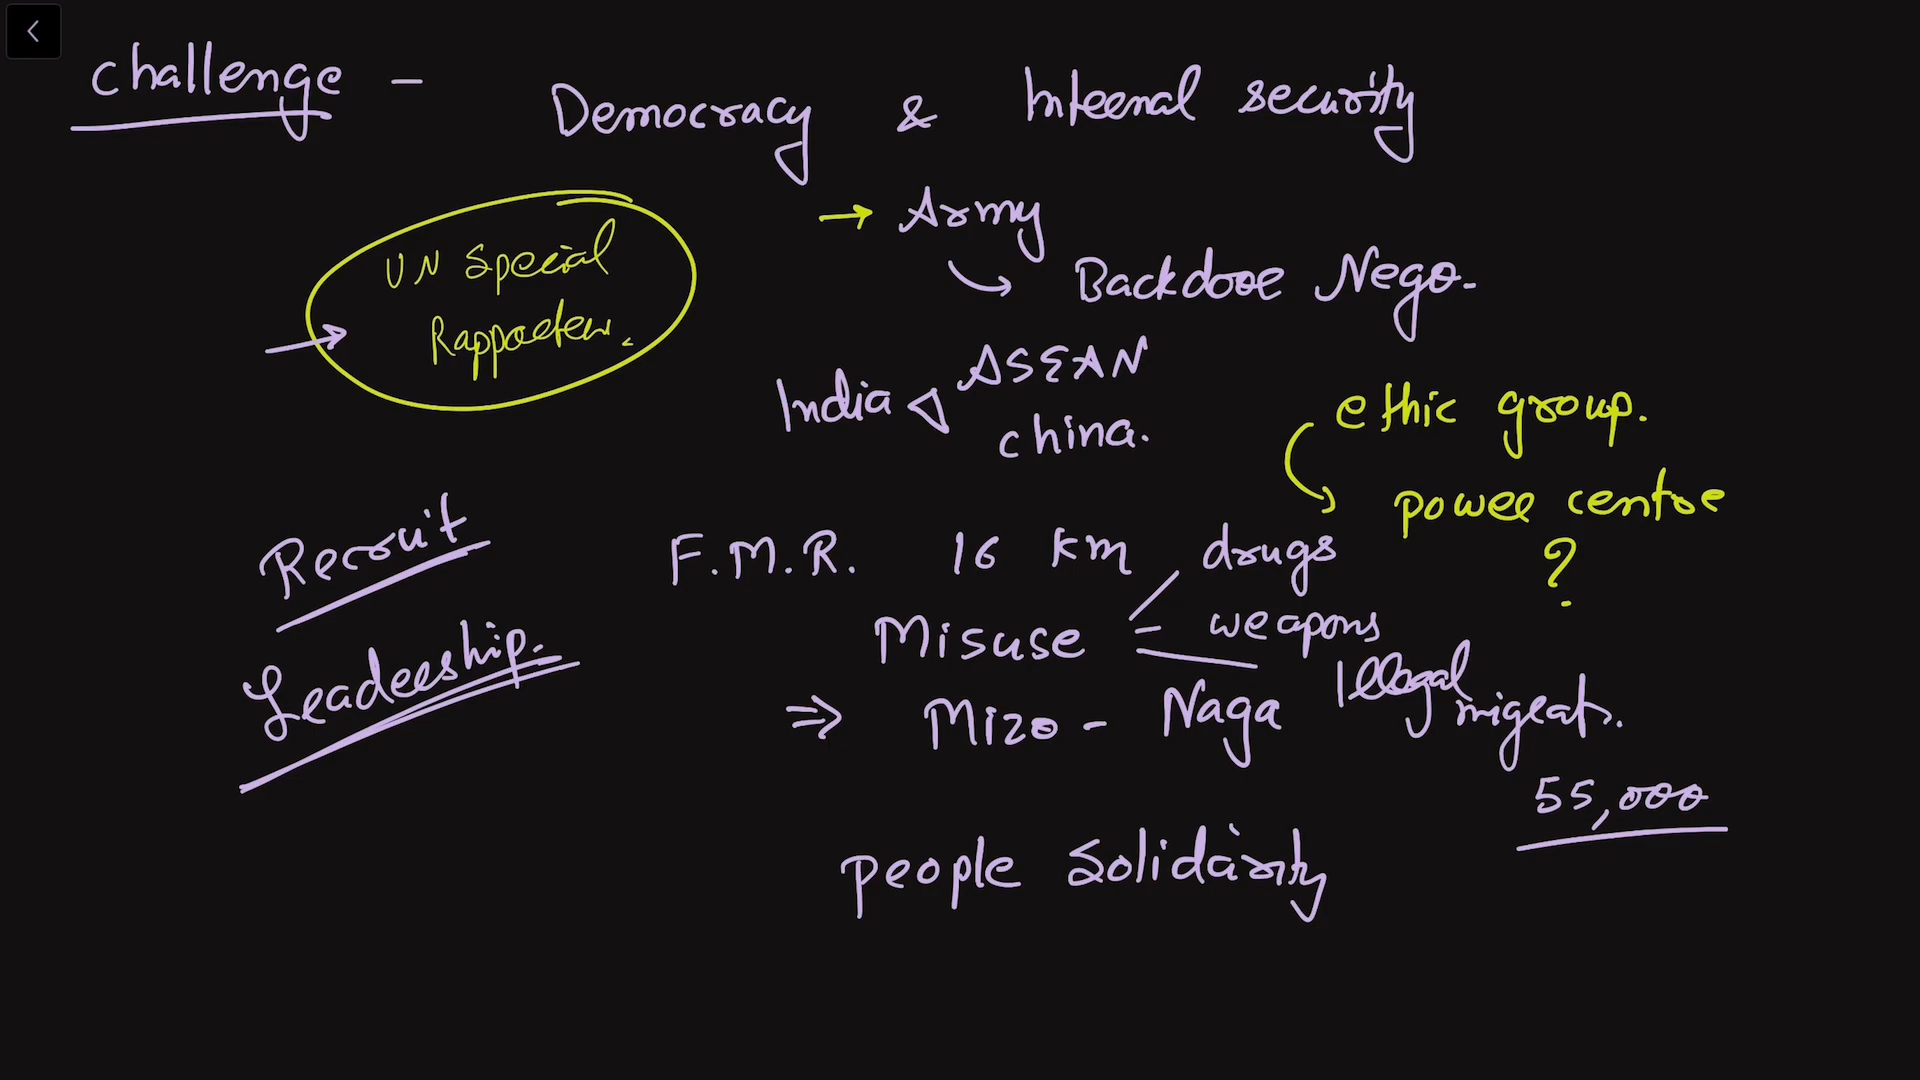 challenge -
Democracy & Internal security
→ Army
UN Special
Rapporteur.
Backdoor Nego-
India ASEAN
china.
ethic group.
power centre
?
Recruit
Leadership.
F.M.R. 16 km
Misuse drugs
weapons
Illegal
migrat.
⇒ Mizo - Naga
55,000
people Solidarity